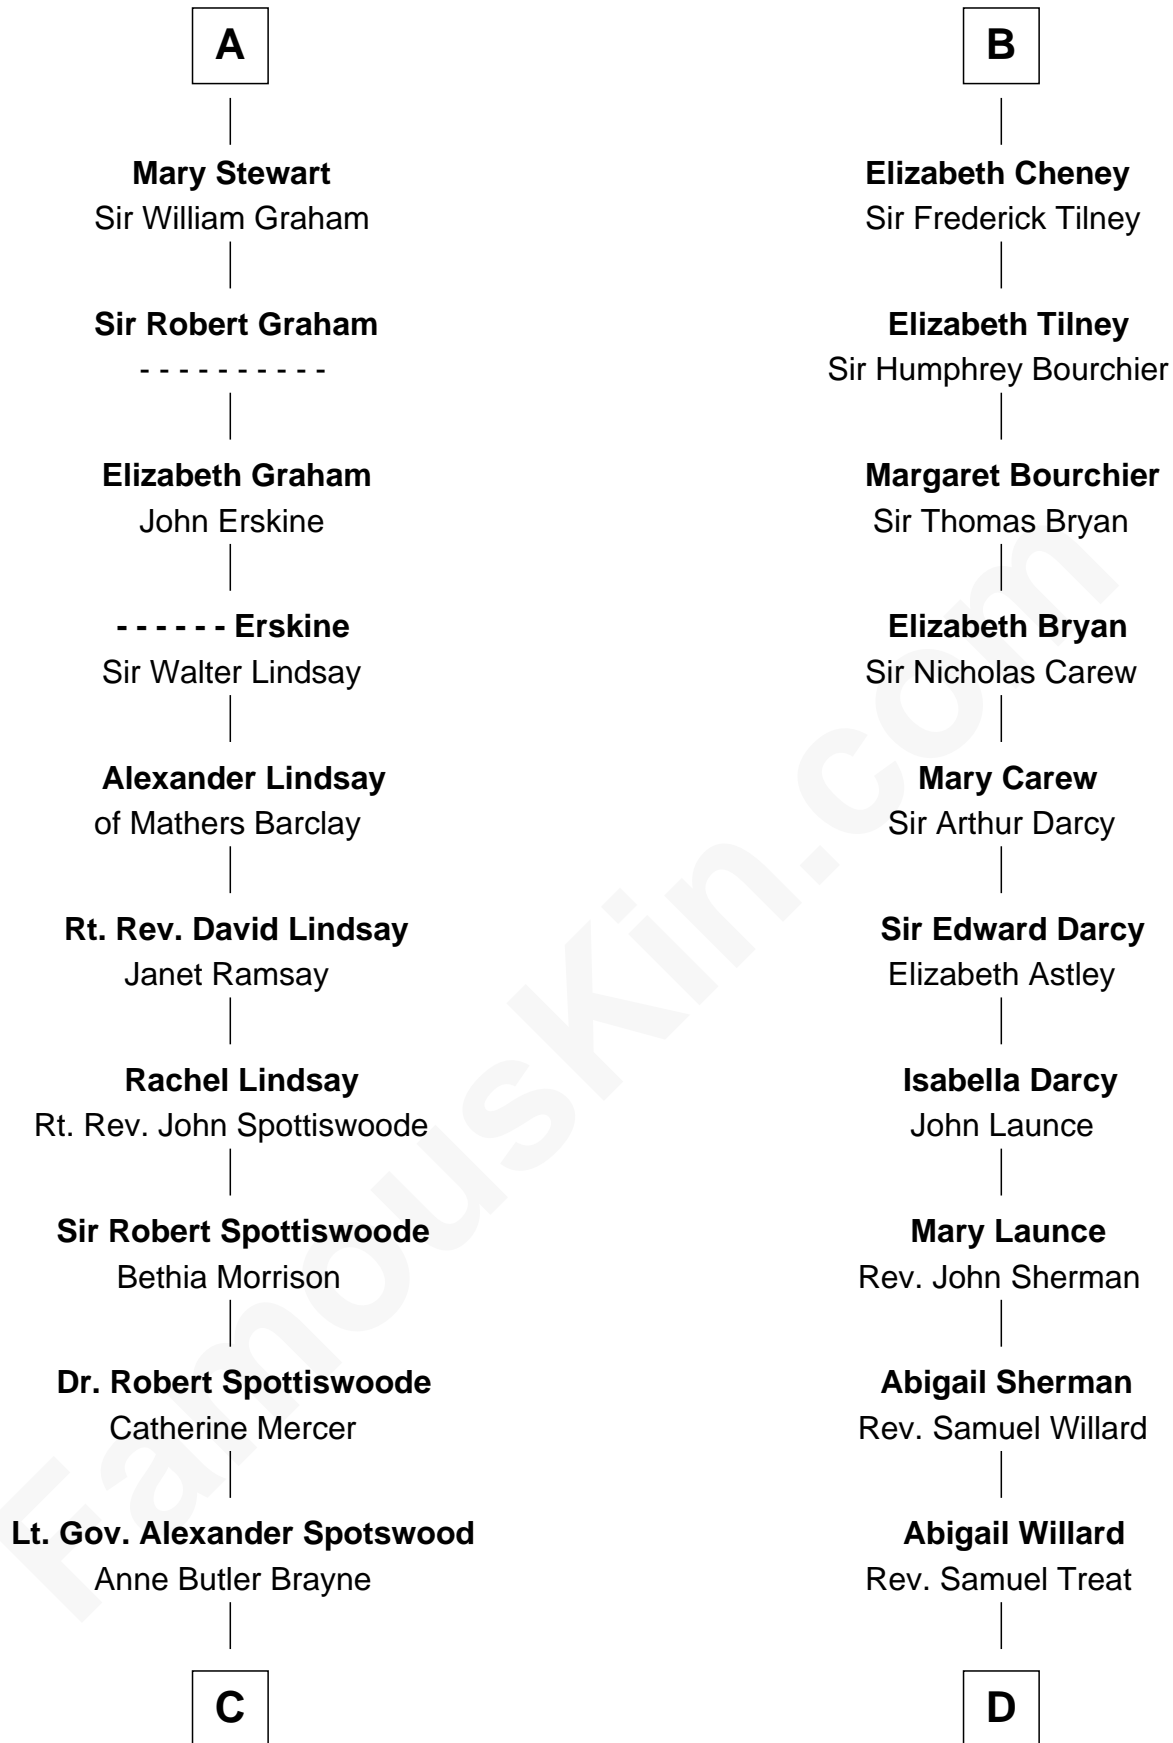 A
Mary Stewart
Sir William Graham
Sir Robert Graham
- - - - - - - - - -
Elizabeth Graham
John Erskine
- - - - - - Erskine
Sir Walter Lindsay
Alexander Lindsay
of Mathers Barclay
Rt. Rev. David Lindsay
Janet Ramsay
Rachel Lindsay
Rt. Rev. John Spottiswoode
Sir Robert Spottiswoode
Bethia Morrison
Dr. Robert Spottiswoode
Catherine Mercer
Lt. Gov. Alexander Spotswood
Anne Butler Brayne
C
B
Elizabeth Cheney
Sir Frederick Tilney
Elizabeth Tilney
Sir Humphrey Bourchier
Margaret Bourchier
Sir Thomas Bryan
Elizabeth Bryan
Sir Nicholas Carew
Mary Carew
Sir Arthur Darcy
Sir Edward Darcy
Elizabeth Astley
Isabella Darcy
John Launce
Mary Launce
Rev. John Sherman
Abigail Sherman
Rev. Samuel Willard
Abigail Willard
Rev. Samuel Treat
D
FamousKin.com